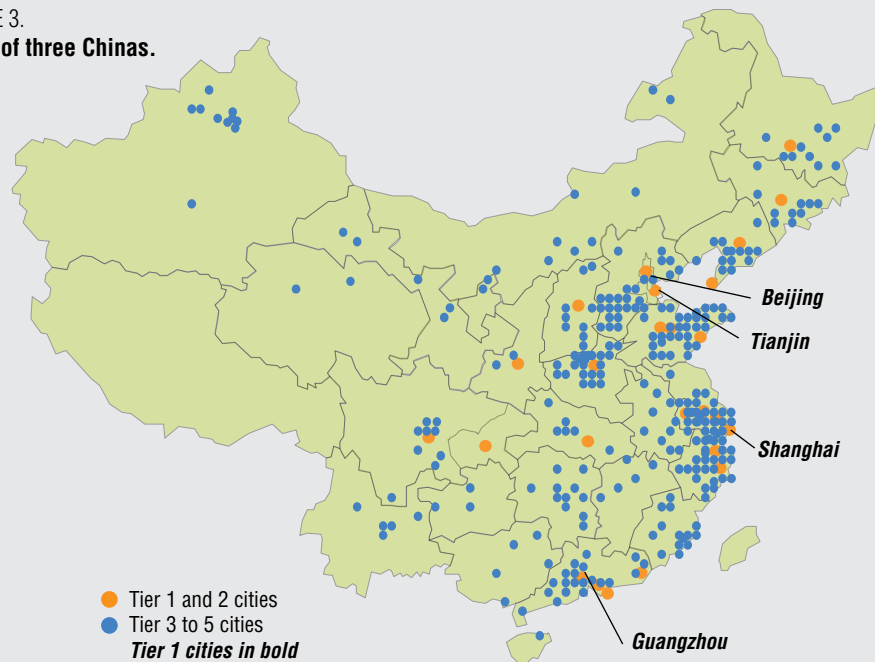 E 3.
of three Chinas.
Beijing
Tianjin
Shanghai
Tier 1 and 2 cities
Tier 3 to 5 cities
Tier 1 cities in bold
Guangzhou